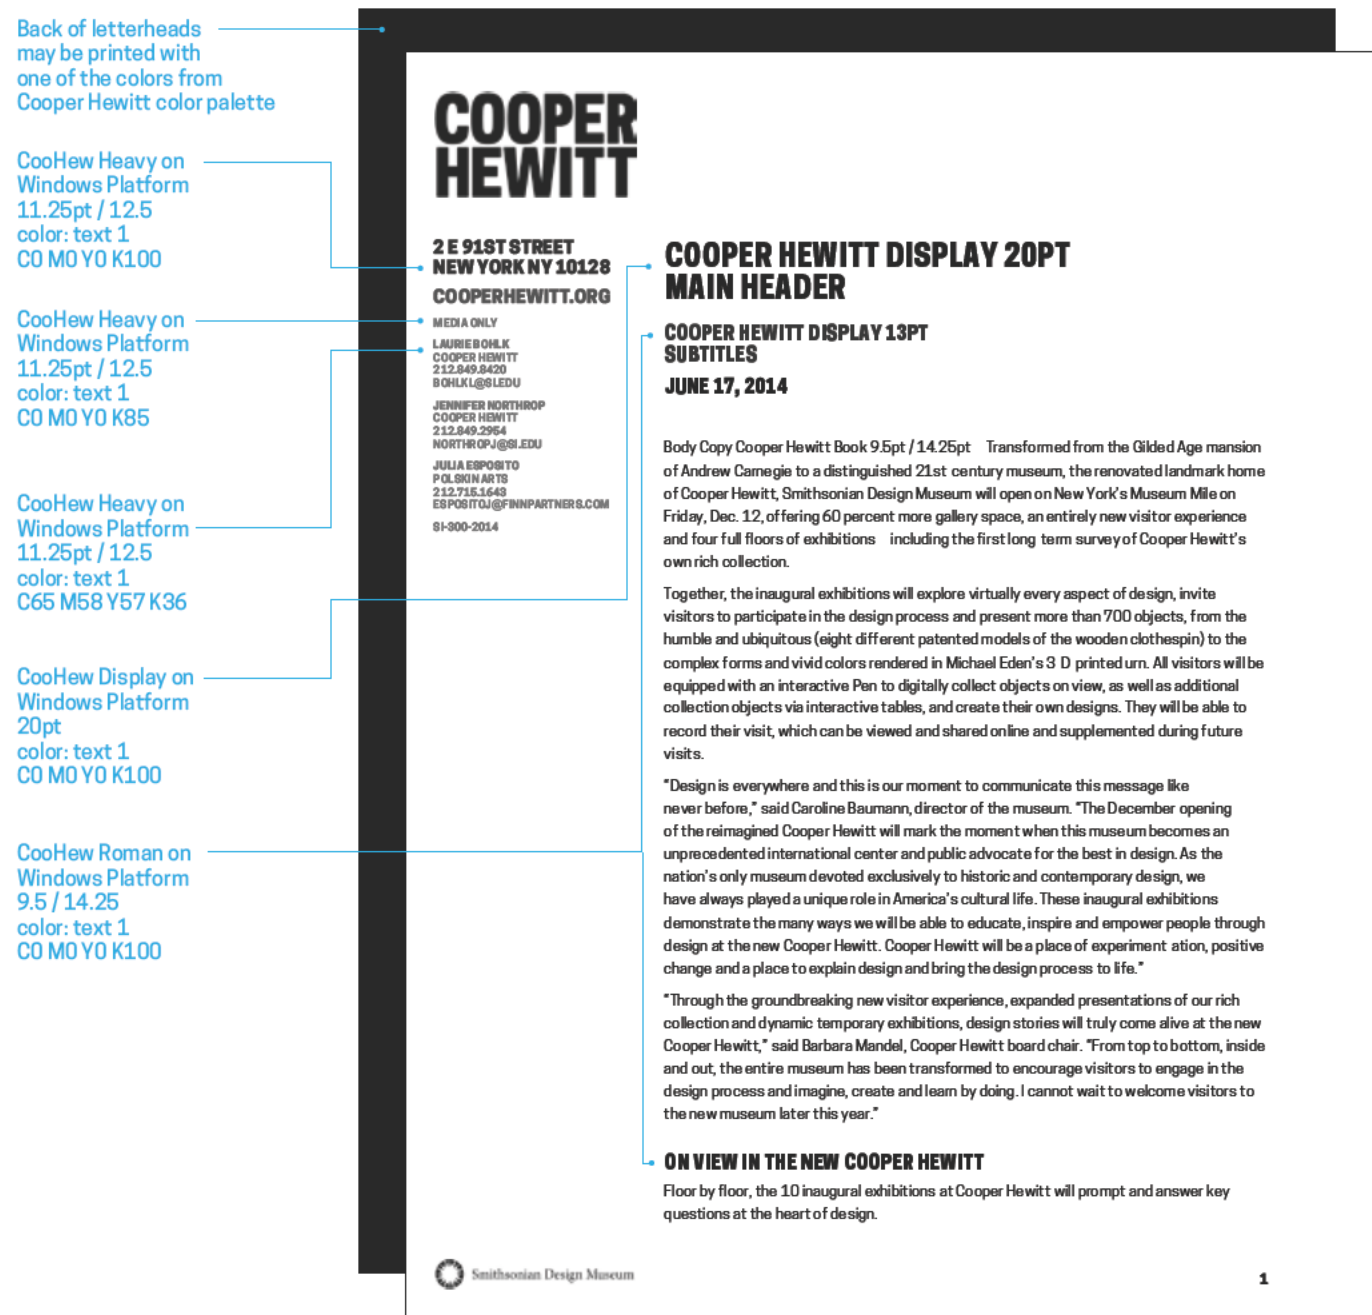 Back of letterheads
may be printed with
one of the colors from
Cooper Hewitt color palette
CooHew Heavy on
Windows Platform
11.25pt / 12.5
color: text 1
C0 M0 Y0 K100
CooHew Heavy on
Windows Platform
11.25pt / 12.5
color: text 1
C0 M0 Y0 K85
CooHew Heavy on
Windows Platform
11.25pt / 12.5
color: text 1
C65 M58 Y57 K36
CooHew Display on
Windows Platform
20pt
color: text 1
C0 M0 Y0 K100
CooHew Roman on
Windows Platform
9.5 / 14.25
color: text 1
C0 M0 Y0 K100
COOPER
HEWITT
2 E 91ST STREET
NEW YORK NY 10128
COOPERHEWITT.ORG
MEDIA ONLY
LAURIE BOHLK
COOPER HEWITT
212.849.8420
BOHLKL@SI.EDU
JENNIFER NORTHROP
COOPER HEWITT
212.849.2954
NORTHROPJ@SI.EDU
JULIA ESPOSITO
POLSKIN ARTS
212.715.1643
ESPOSITOJ@FINNPARTNERS.COM
SI-300-2014
COOPER HEWITT DISPLAY 20PT
MAIN HEADER
COOPER HEWITT DISPLAY 13PT
SUBTITLES
JUNE 17, 2014
Body Copy Cooper Hewitt Book 9.5pt / 14.25pt Transformed from the Gilded Age mansion
of Andrew Carnegie to a distinguished 21st century museum, the renovated landmark home
of Cooper Hewitt, Smithsonian Design Museum will open on New York's Museum Mile on
Friday, Dec. 12, offering 60 percent more gallery space, an entirely new visitor experience
and four full floors of exhibitions including the first long term survey of Cooper Hewitt's
own rich collection.
Together, the inaugural exhibitions will explore virtually every aspect of design, invite
visitors to participate in the design process and present more than 700 objects, from the
humble and ubiquitous (eight different patented models of the wooden clothespin) to the
complex forms and vivid colors rendered in Michael Eden's 3 D printed urn. All visitors will be
equipped with an interactive Pen to digitally collect objects on view, as well as additional
collection objects via interactive tables, and create their own designs. They will be able to
record their visit, which can be viewed and shared online and supplemented during future
visits.
"Design is everywhere and this is our moment to communicate this message like
never before," said Caroline Baumann, director of the museum. "The December opening
of the reimagined Cooper Hewitt will mark the moment when this museum becomes an
unprecedented international center and public advocate for the best in design. As the
nation's only museum devoted exclusively to historic and contemporary design, we
have always played a unique role in America's cultural life. These inaugural exhibitions
demonstrate the many ways we will be able to educate, inspire and empower people through
design at the new Cooper Hewitt. Cooper Hewitt will be a place of experiment ation, positive
change and a place to explain design and bring the design process to life."
"Through the groundbreaking new visitor experience, expanded presentations of our rich
collection and dynamic temporary exhibitions, design stories will truly come alive at the new
Cooper Hewitt," said Barbara Mandel, Cooper Hewitt board chair. "From top to bottom, inside
and out, the entire museum has been transformed to encourage visitors to engage in the
design process and imagine, create and learn by doing. I cannot wait to welcome visitors to
the new museum later this year."
ON VIEW IN THE NEW COOPER HEWITT
Floor by floor, the 10 inaugural exhibitions at Cooper Hewitt will prompt and answer key
questions at the heart of design.
Smithsonian Design Museum
1